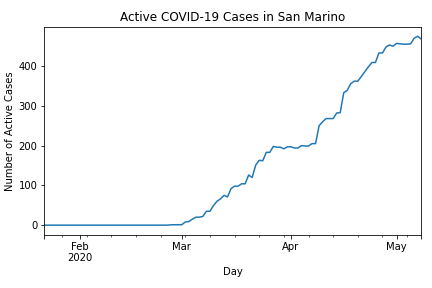 Active COVID-19 Cases in San Marino
Number of Active Cases
400
300
200
100
0
Feb
2020
Mar
Apr
May
Day